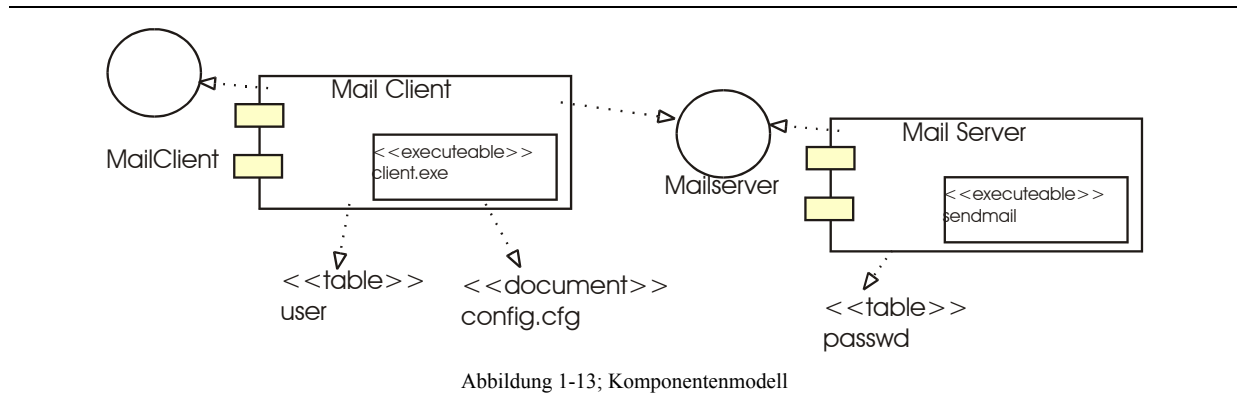 Mail Client
MailClient
<<executeable>>
client.exe
<<table>>
user
<<document>>
config.cfg
Mailserver
Mail Server
<<executeable>>
sendmail
<<table>>
passwd
Abbildung 1-13; Komponentenmodell